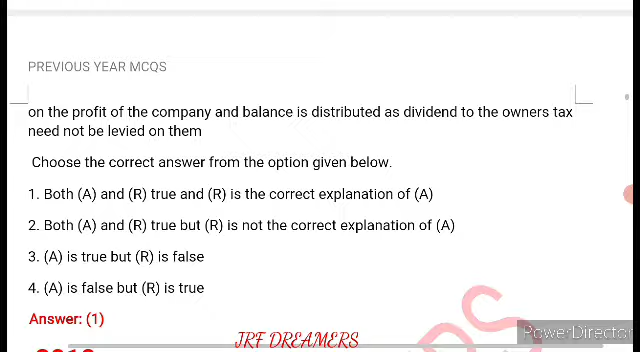 PREVIOUS YEAR MCQS
on the profit of the company and balance is distributed as dividend to the owners tax
need not be levied on them
Choose the correct answer from the option given below.
1. Both (A) and (R) true and (R) is the correct explanation of (A)
2. Both (A) and (R) true but (R) is not the correct explanation of (A)
3. (A) is true but (R) is false
4. (A) is false but (R) is true
Answer: (1)
JRF DREAMERS
PowerDirector